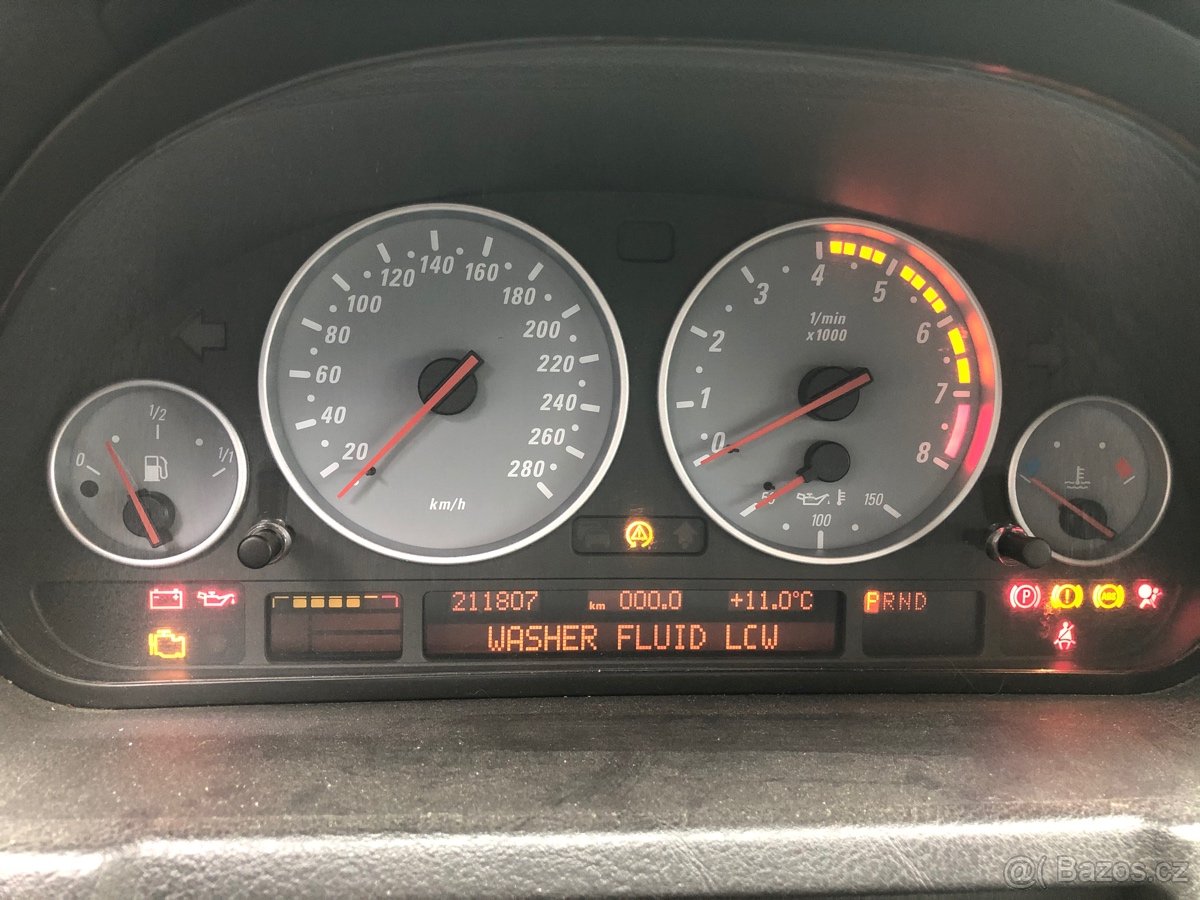 20 40 60 80 100 120 140 160 180 200 220 240 260 280
km/h
0 1 2 3 4 5 6 7 8
1/min
x1000
50 100 150
0 1/2 1/1
211807 km 000.0 +11.0°C
PRND
WASHER FLUID LCW
P ! ABC
@( Bazos.cz